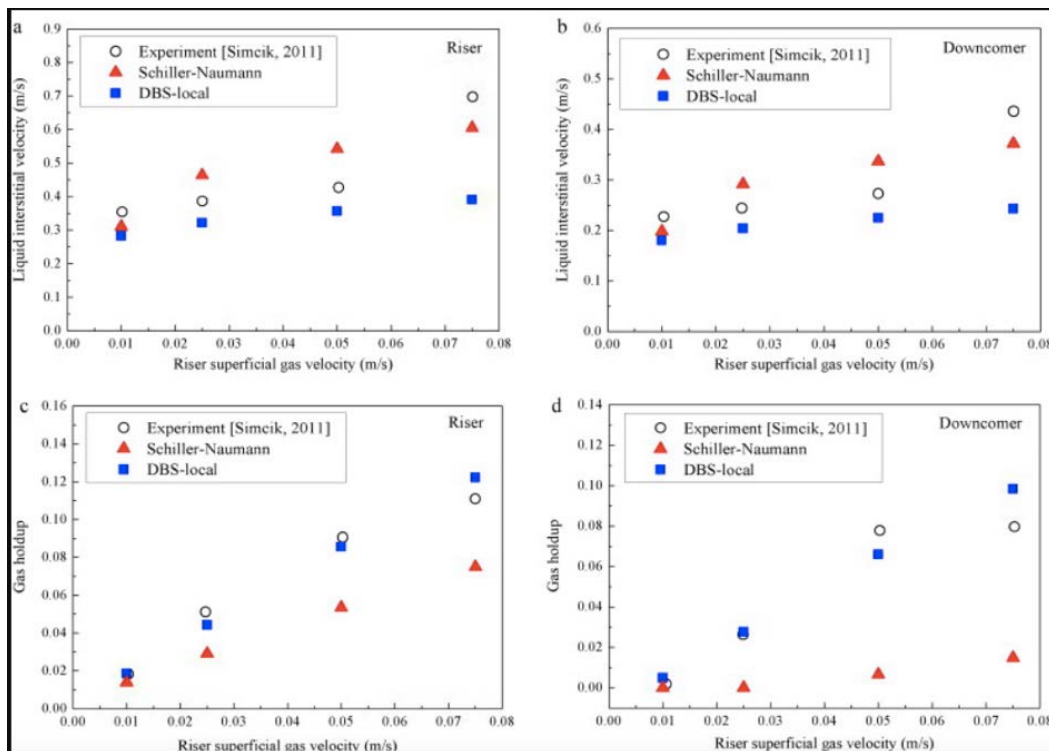 a
Experiment [Simcik, 2011]
Schiller-Naumann
DBS-local
Riser
Liquid interstitial velocity (m/s)
0.9
0.8
0.7
0.6
0.5
0.4
0.3
0.2
0.1
0.0
0.00 0.01 0.02 0.03 0.04 0.05 0.06 0.07 0.08
Riser superficial gas velocity (m/s)
b
Experiment [Simcik, 2011]
Schiller-Naumann
DBS-local
Downcomer
Liquid interstitial velocity (m/s)
0.6
0.5
0.4
0.3
0.2
0.1
0.0
0.00 0.01 0.02 0.03 0.04 0.05 0.06 0.07 0.08
Riser superficial gas velocity (m/s)
c
Experiment [Simcik, 2011]
Schiller-Naumann
DBS-local
Riser
Gas holdup
0.16
0.14
0.12
0.10
0.08
0.06
0.04
0.02
0.00
0.00 0.01 0.02 0.03 0.04 0.05 0.06 0.07 0.08
Riser superficial gas velocity (m/s)
d
Experiment [Simcik, 2011]
Schiller-Naumann
DBS-local
Downcomer
Gas holdup
0.14
0.12
0.10
0.08
0.06
0.04
0.02
0.00
0.00 0.01 0.02 0.03 0.04 0.05 0.06 0.07 0.08
Riser superficial gas velocity (m/s)